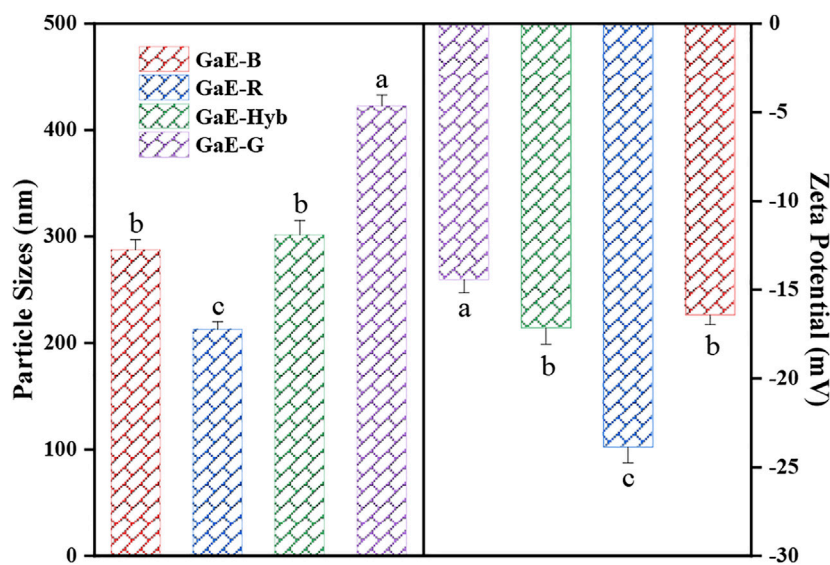 Particle Sizes (nm)
500
400
300
200
100
0
GaE-B
GaE-R
GaE-Hyb
GaE-G
b
c
b
a
a
b
c
b
0
-5
-10
-15
-20
-25
-30
Zeta Potential (mV)